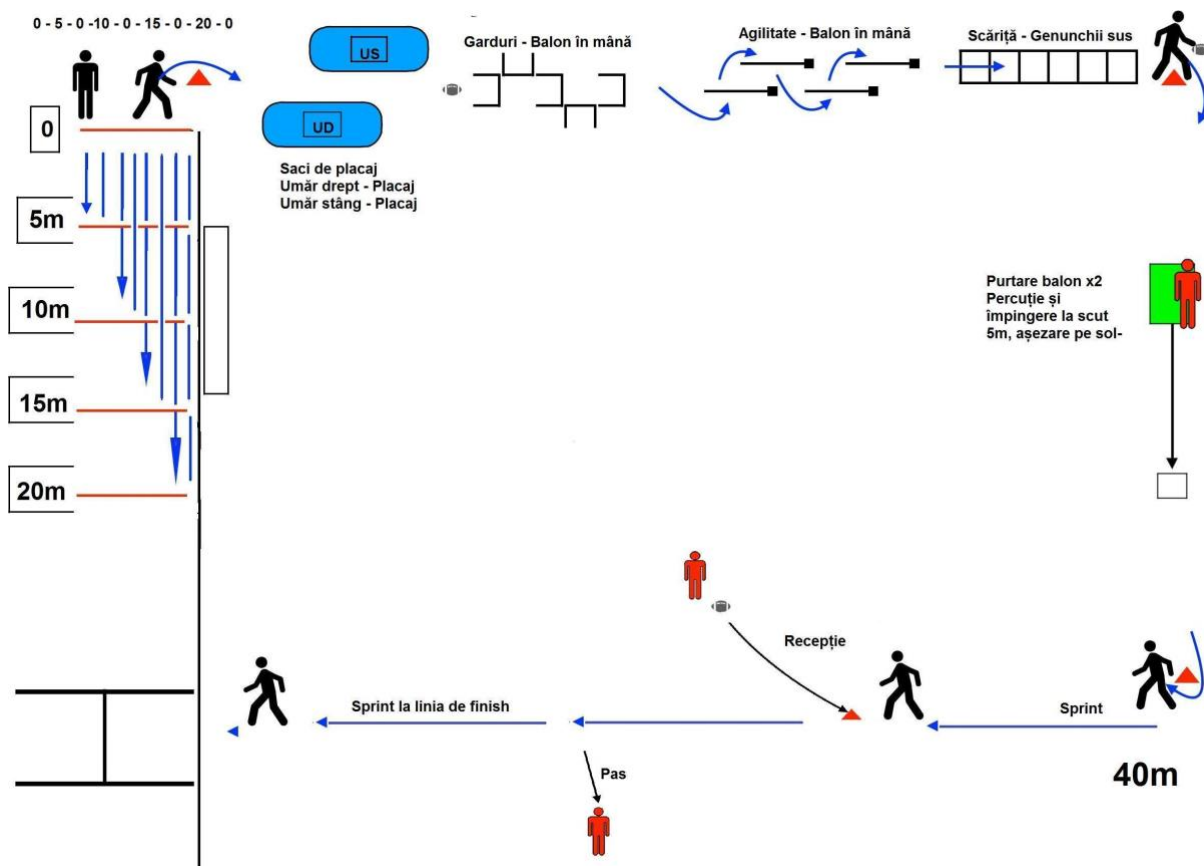 0 - 5 - 0 -10 - 0 - 15 - 0 - 20 - 0
US
Garduri - Balon în mână
Agilitate - Balon în mână
Scăriță - Genunchii sus
UD
0
Saci de placaj
Umăr drept - Placaj
Umăr stâng - Placaj
5m
10m
Purtare balon x2
Percuție și
împingere la scut
5m, așezare pe sol-
15m
20m
Recepție
Sprint la linia de finish
Sprint
Pas
40m